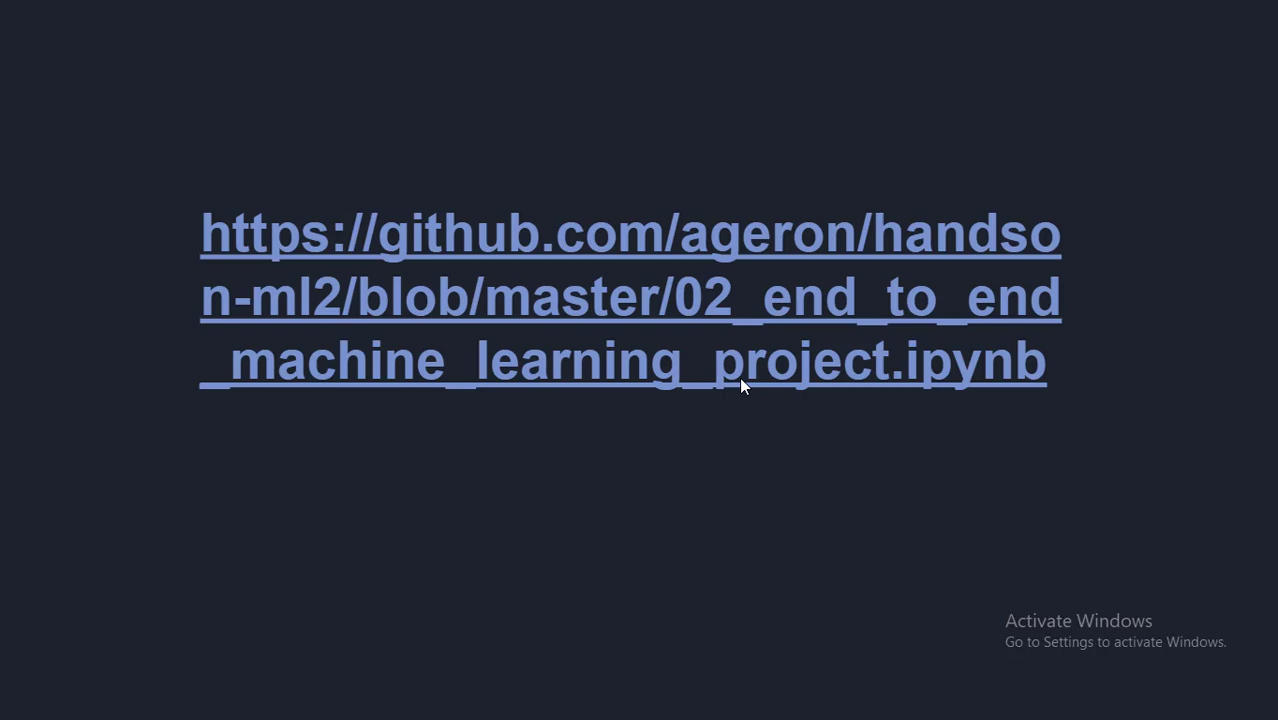 https://github.com/ageron/handso
n-ml2/blob/master/02_end_to_end
_machine_learning_project.ipynb
Activate Windows
Go to Settings to activate Windows.